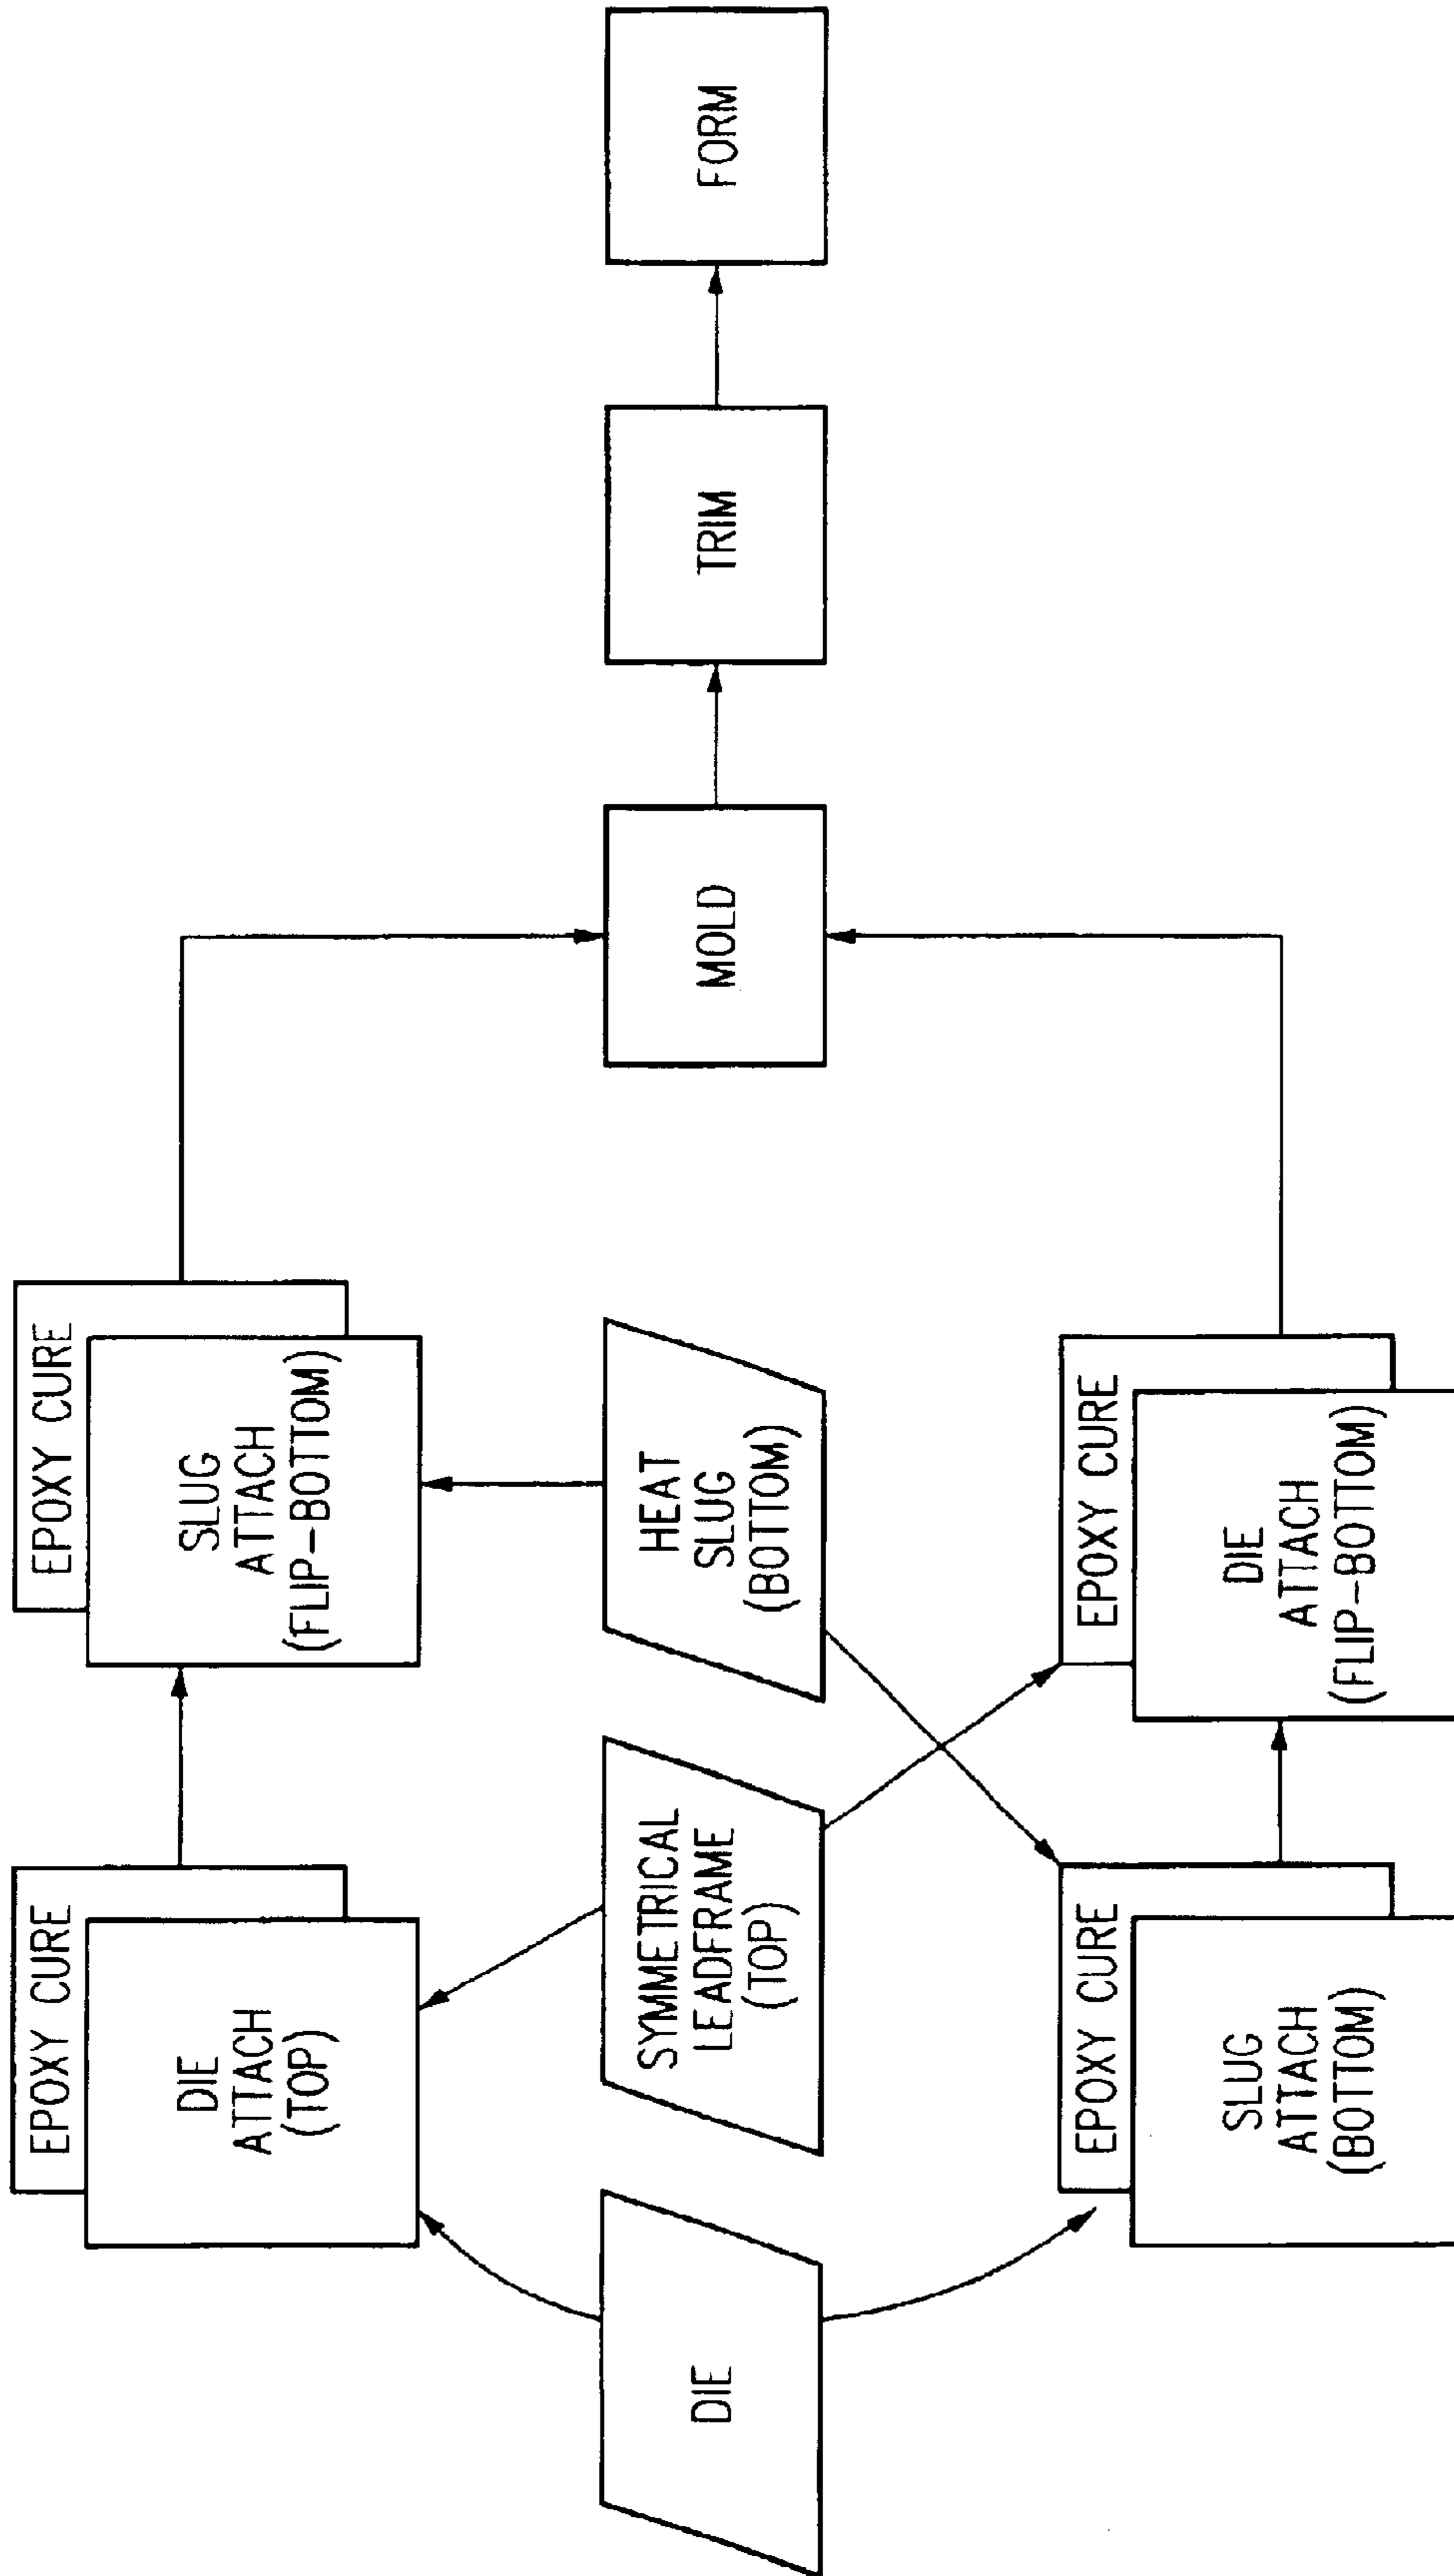 EPOXY CURE
DIE
ATTACH
(TOP)
EPOXY CURE
SLUG
ATTACH
(FLIP-BOTTOM)
DIE
SYMMETRICAL
LEADFRAME
(TOP)
HEAT
SLUG
(BOTTOM)
MOLD
TRIM
FORM
EPOXY CURE
SLUG
ATTACH
(BOTTOM)
EPOXY CURE
DIE
ATTACH
(FLIP-BOTTOM)